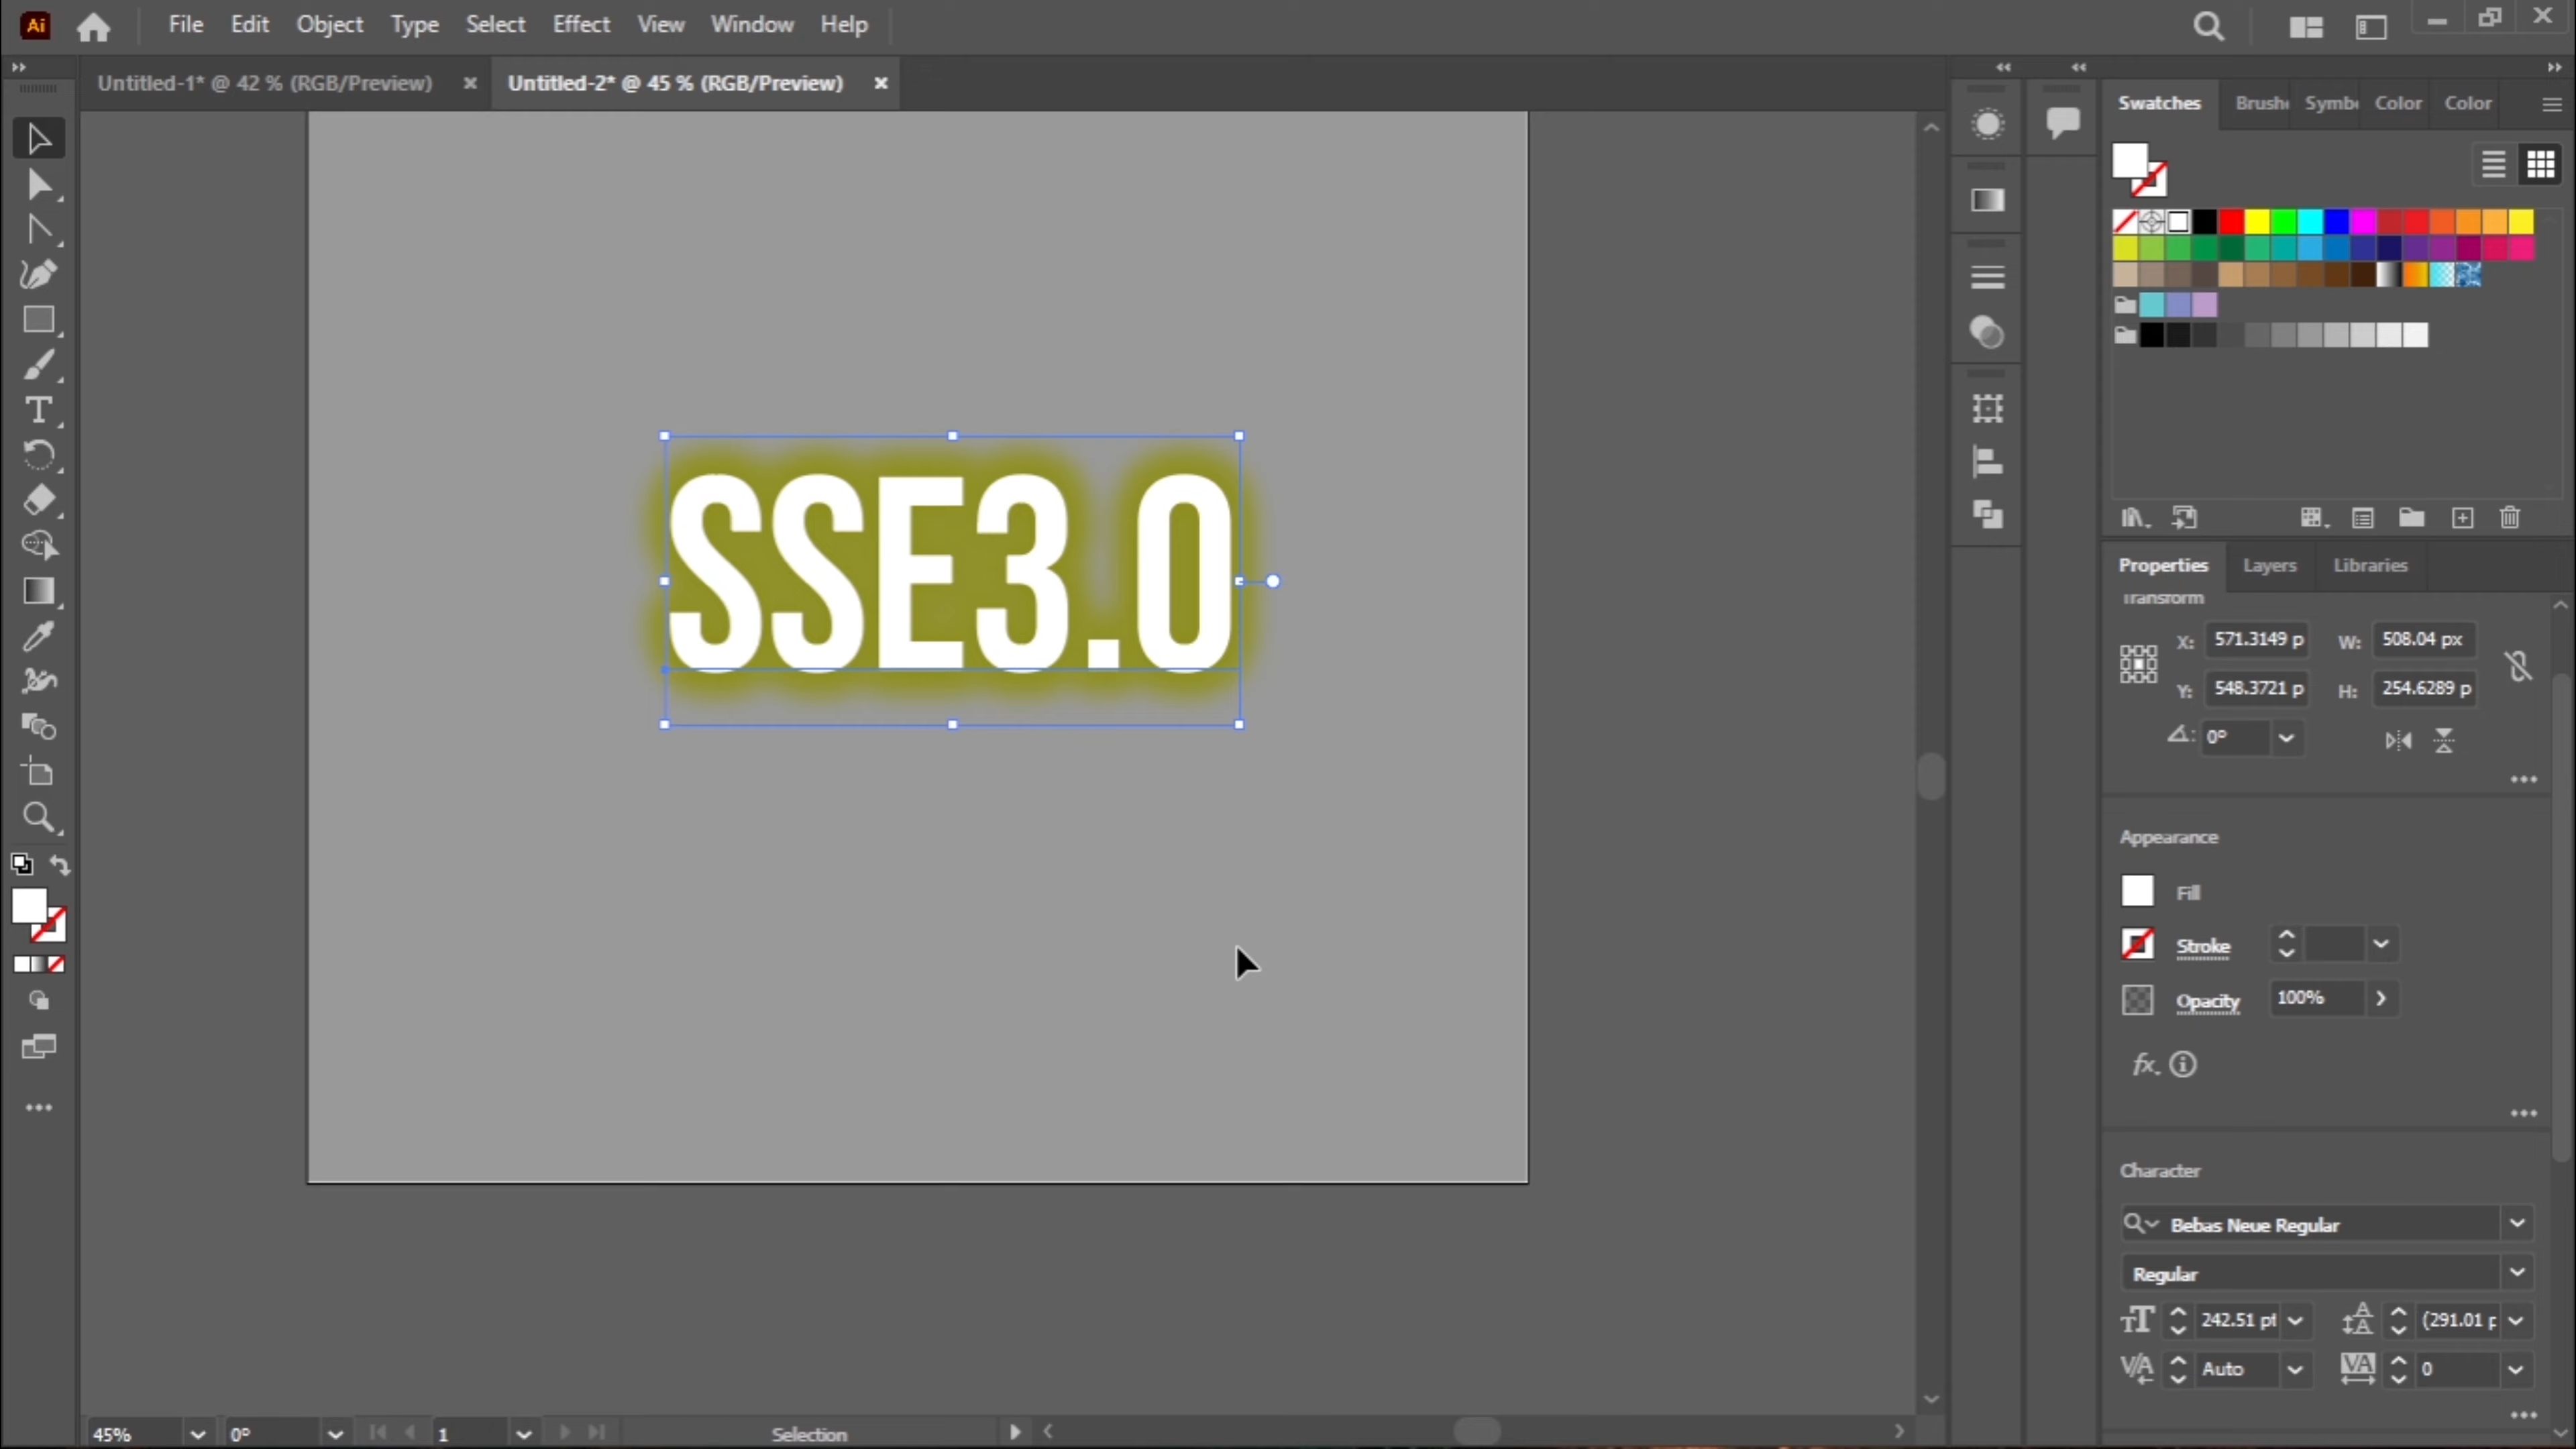 Ai File Edit Object Type Select Effect View Window Help
Untitled-1* @ 42 % (RGB/Preview) Untitled-2* @ 45 % (RGB/Preview)
Swatches Brush Symb Color Color
SSE3.0
Properties Layers Libraries
Transform
X: 571.3149 p W: 508.04 px
Y: 548.3721 p H: 254.6289 p
0°
Appearance
Fill
Stroke
Opacity 100%
fx
Character
Bebas Neue Regular
Regular
242.51 pt (291.01 p
Auto 0
45% 0° 1 Selection